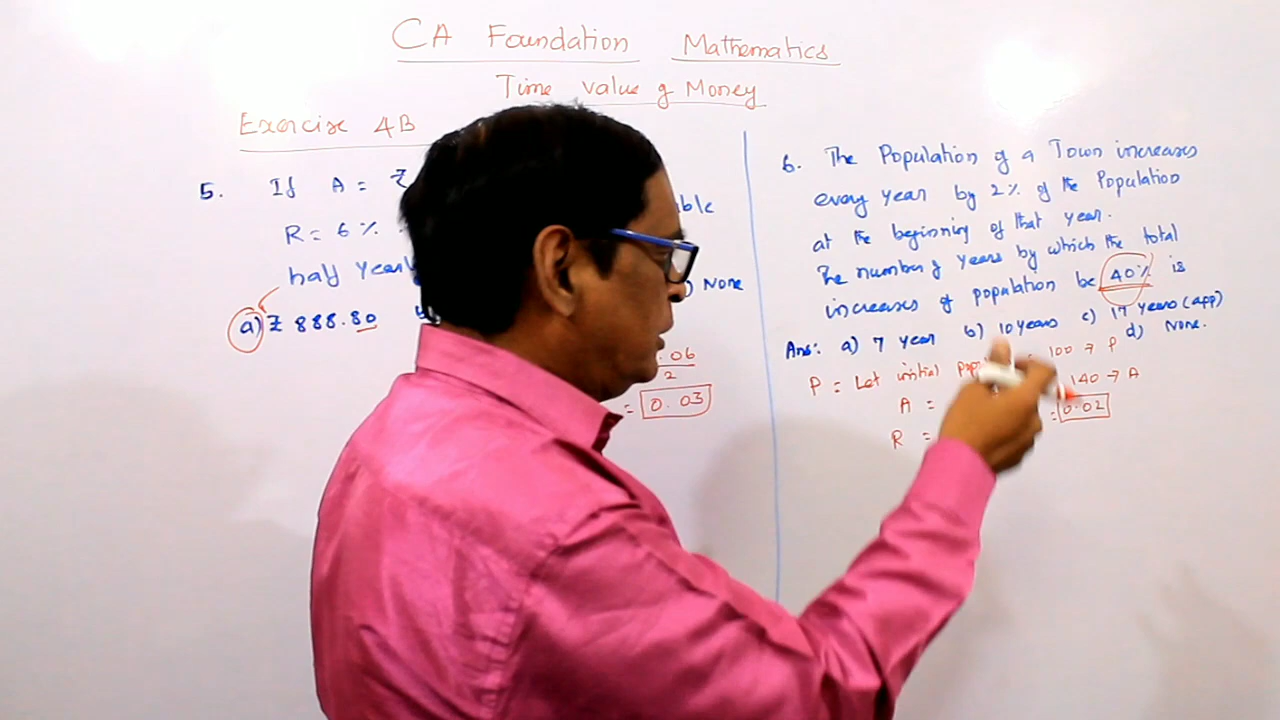 CA Foundation Mathematics
Time value of Money
Exercise 4B
5. If A = ₹
R = 6%
half Year
a) ₹ 888.80
None
.06
2
= 0.03
6. The Population of a Town increases
every year by 2% of the Population
at the beginning of that year.
The number of years by which the total
increases of population be 40% is
Ans: a) 7 year b) 10 years c) 17 years (app)
d) None.
P = Let initial 100 → P
A = 140 → A
R = = 0.02